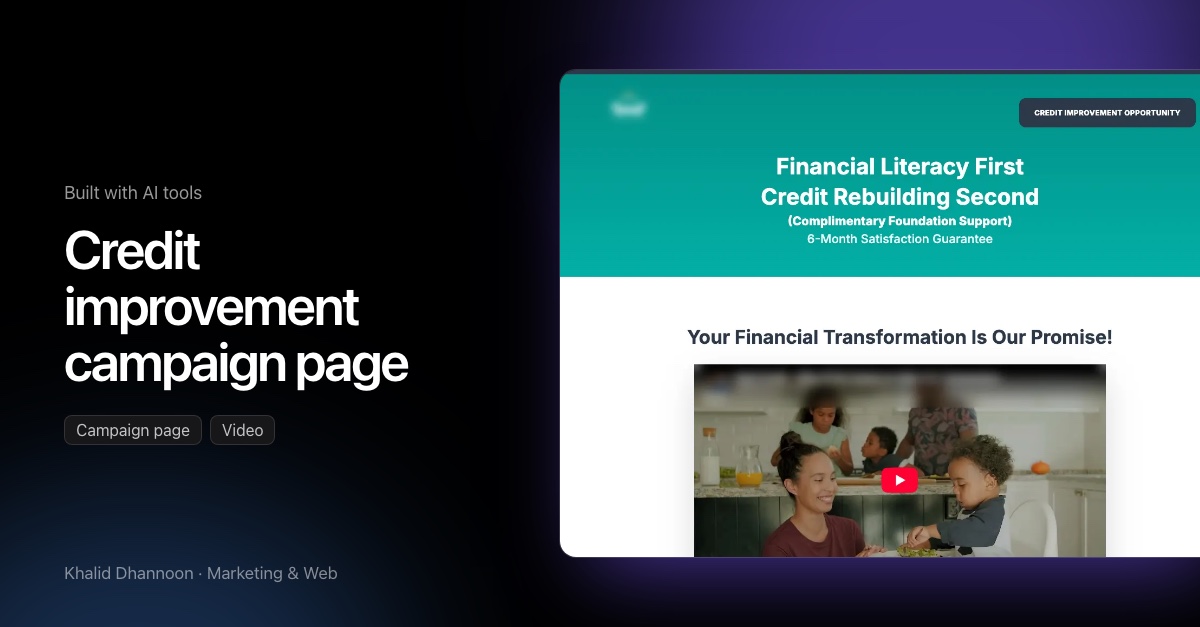 Built with AI tools
Credit
improvement
campaign page
Campaign page
Video
Khalid Dhannoon · Marketing & Web
CREDIT IMPROVEMENT OPPORTUNITY
Financial Literacy First
Credit Rebuilding Second
(Complimentary Foundation Support)
6-Month Satisfaction Guarantee
Your Financial Transformation Is Our Promise!